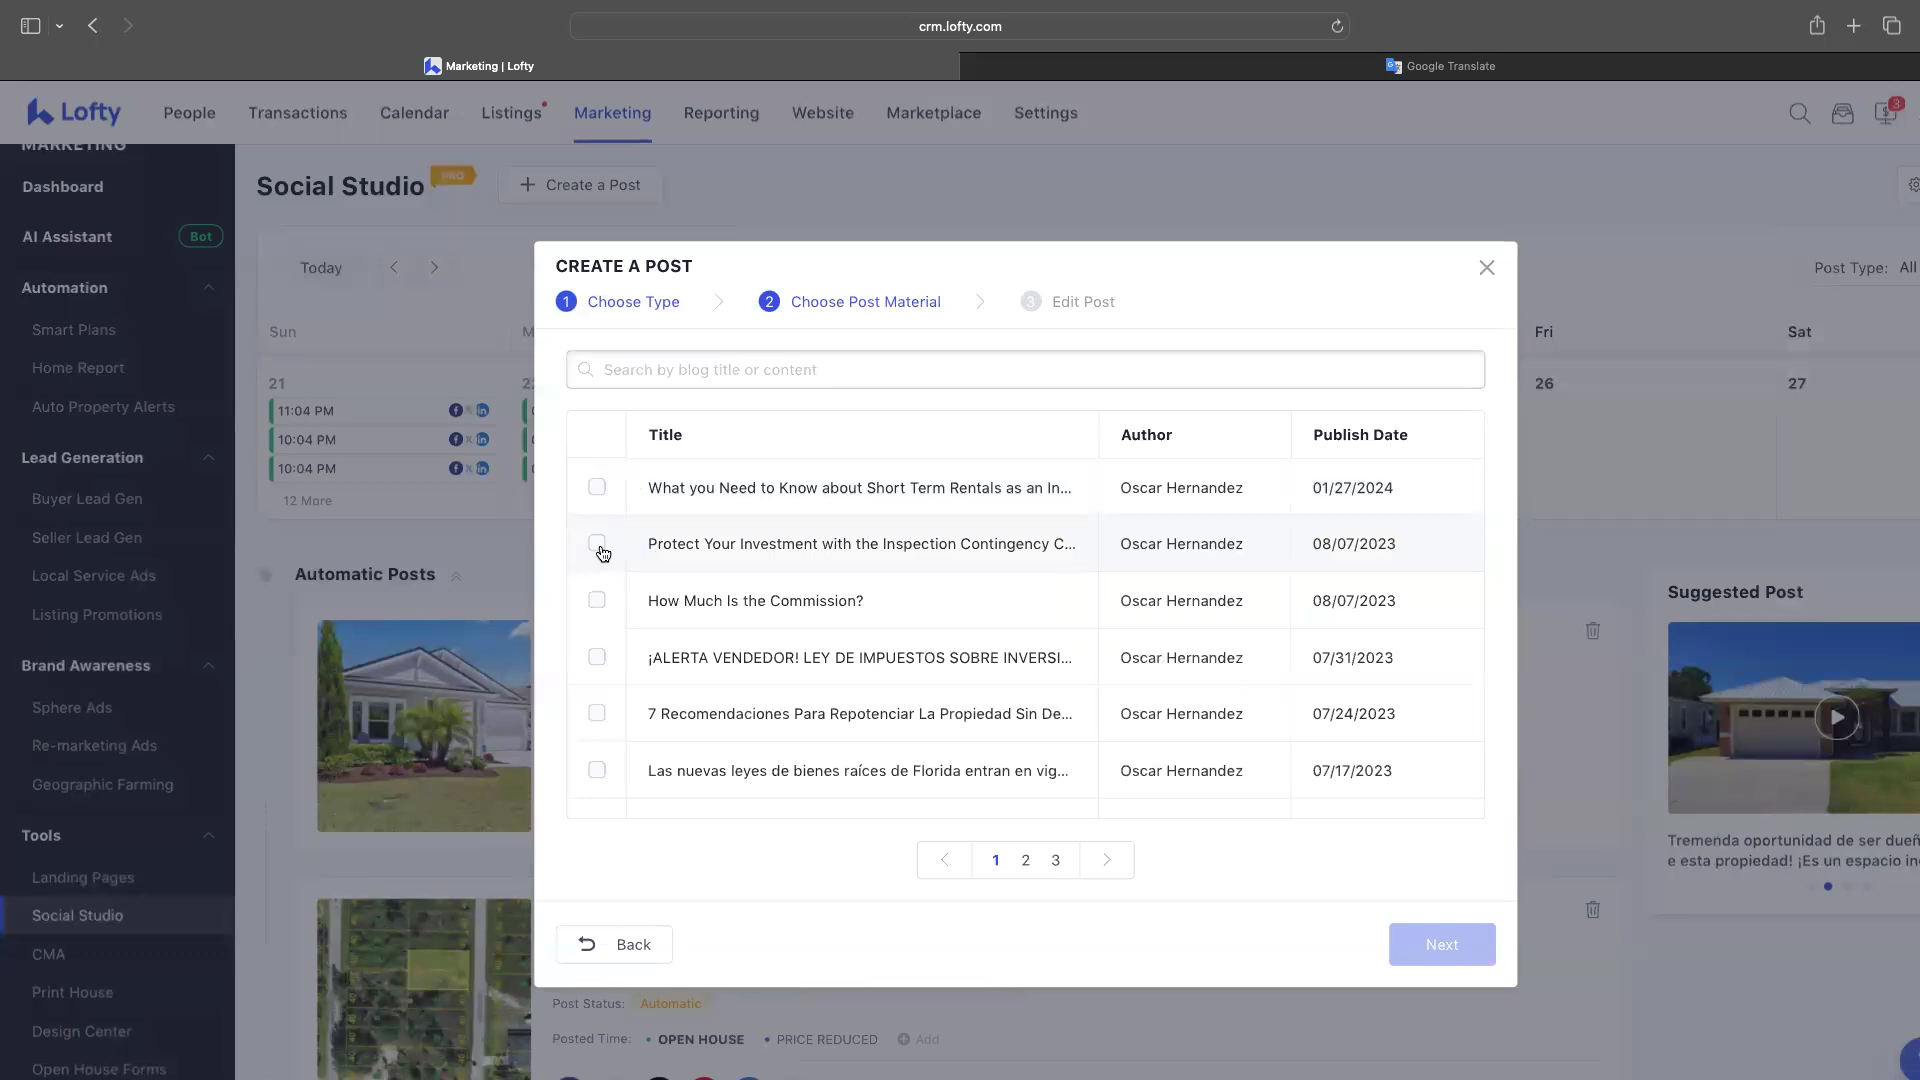 crm.lofty.com
Marketing | Lofty
Google Translate
Lofty
People
Transactions
Calendar
Listings
Marketing
Reporting
Website
Marketplace
Settings
3
MARKETING
Dashboard
AI Assistant
Bot
Automation
Smart Plans
Home Report
Auto Property Alerts
Lead Generation
Buyer Lead Gen
Seller Lead Gen
Local Service Ads
Listing Promotions
Brand Awareness
Sphere Ads
Re-marketing Ads
Geographic Farming
Tools
Landing Pages
Social Studio
CMA
Print House
Design Center
Open House Forms
Social Studio
PRO
Create a Post
Today
Post Type: All
Sun
M
Fri
Sat
21
26
27
11:04 PM
10:04 PM
10:04 PM
12 More
Automatic Posts
CREATE A POST
1 Choose Type
2 Choose Post Material
3 Edit Post
Search by blog title or content
Title Author Publish Date
What you Need to Know about Short Term Rentals as an In... Oscar Hernandez 01/27/2024
Protect Your Investment with the Inspection Contingency C... Oscar Hernandez 08/07/2023
How Much Is the Commission? Oscar Hernandez 08/07/2023
¡ALERTA VENDEDOR! LEY DE IMPUESTOS SOBRE INVERSI... Oscar Hernandez 07/31/2023
7 Recomendaciones Para Repotenciar La Propiedad Sin De... Oscar Hernandez 07/24/2023
Las nuevas leyes de bienes raíces de Florida entran en vig... Oscar Hernandez 07/17/2023
1 2 3
Back
Next
Post Status: Automatic
Posted Time: • OPEN HOUSE • PRICE REDUCED Add
Suggested Post
Tremenda oportunidad de ser dueñ
e esta propiedad! ¡Es un espacio in